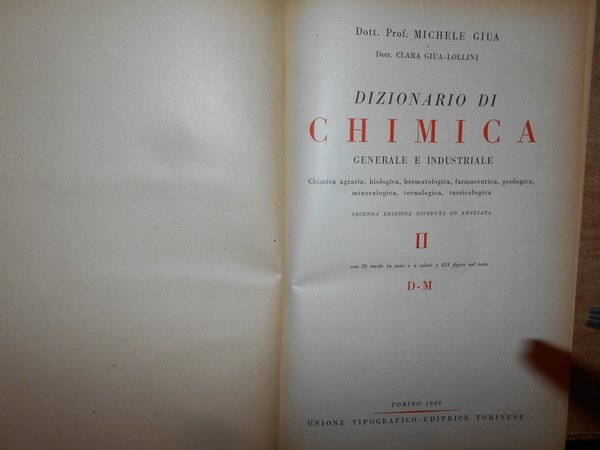 Dott. Prof. MICHELE GIUA
e
Dott. CLARA GIUA-LOLLINI
DIZIONARIO DI
CHIMICA
GENERALE E INDUSTRIALE
Chimica agraria, biologica, bromatologica, farmaceutica, geologica,
mineralogica, tecnologica, tossicologica
SECONDA EDIZIONE RIVEDUTA ED AMPLIATA
II
con 20 tavole in nero e a colori e 453 figure nel testo
D-M
TORINO 1949
UNIONE TIPOGRAFICO-EDITRICE TORINESE